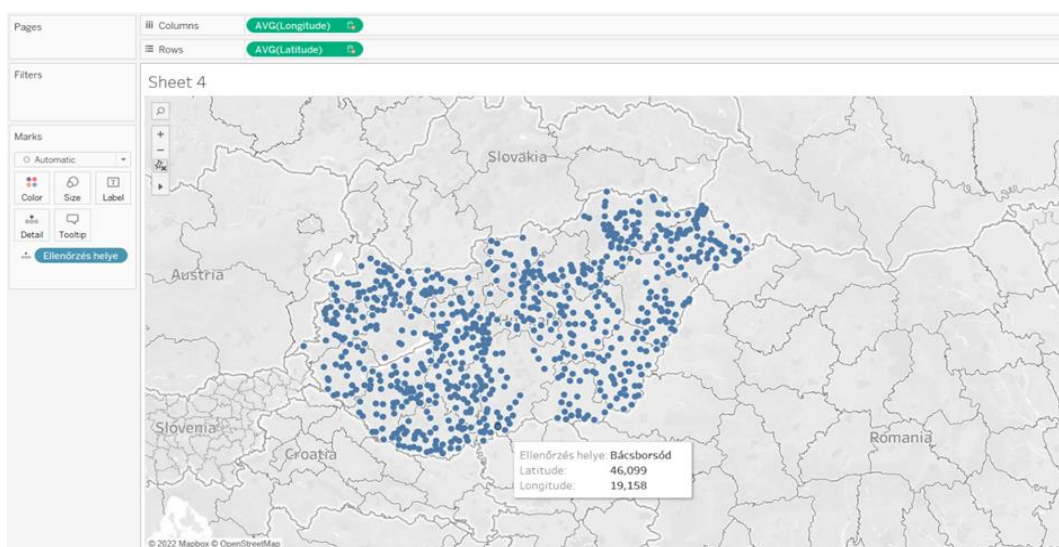 Pages
Columns
AVG(Longitude)
Rows
AVG(Latitude)
Filters
Sheet 4
Marks
Automatic
Color
Size
Label
Detail
Tooltip
Ellenőrzés helye
Slovakia
Austria
Slovenia
Croatia
Romania
Ellenőrzés helye: Bácsborsód
Latitude: 46,099
Longitude: 19,158
© 2022 Mapbox © OpenStreetMap